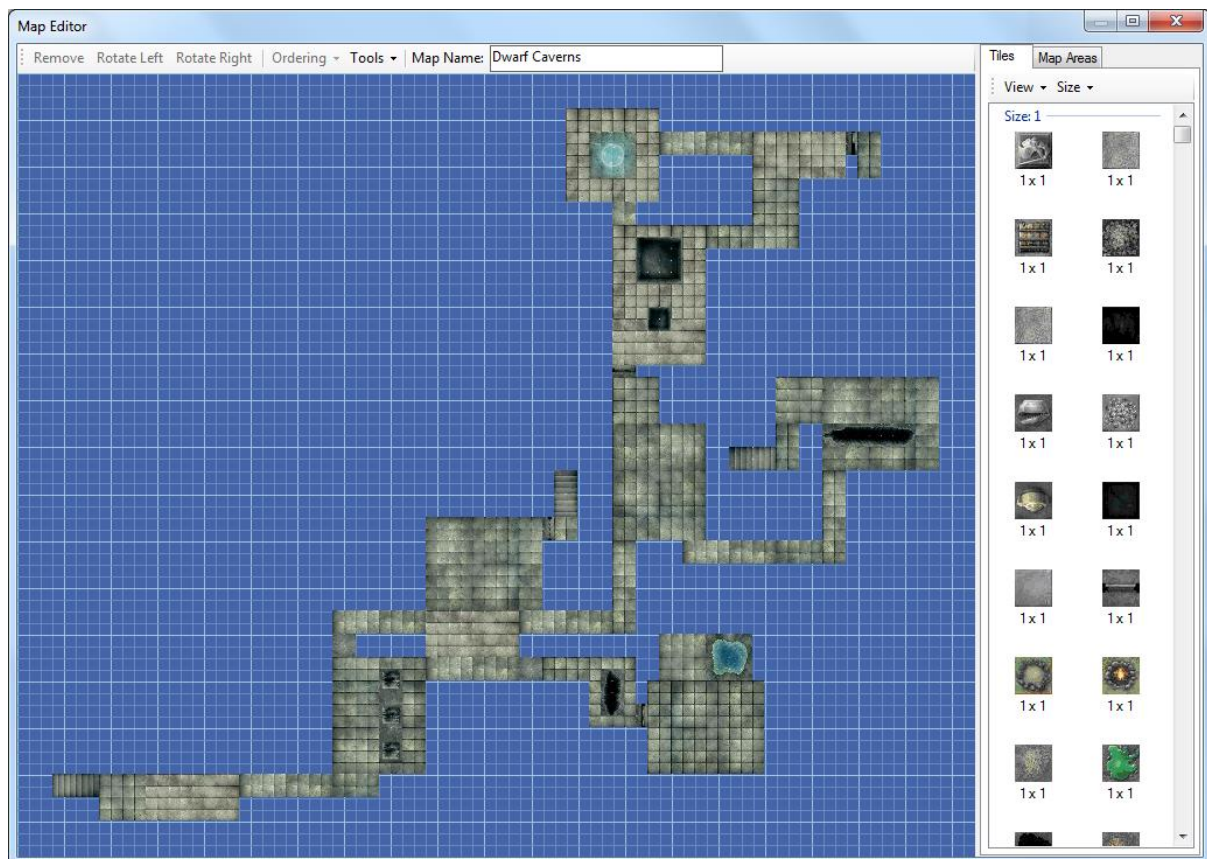 Map Editor
Remove Rotate Left Rotate Right Ordering Tools Map Name: Dwarf Caverns
Tiles Map Areas
View Size
Size: 1
1 x 1 1 x 1
1 x 1 1 x 1
1 x 1 1 x 1
1 x 1 1 x 1
1 x 1 1 x 1
1 x 1 1 x 1
1 x 1 1 x 1
1 x 1 1 x 1